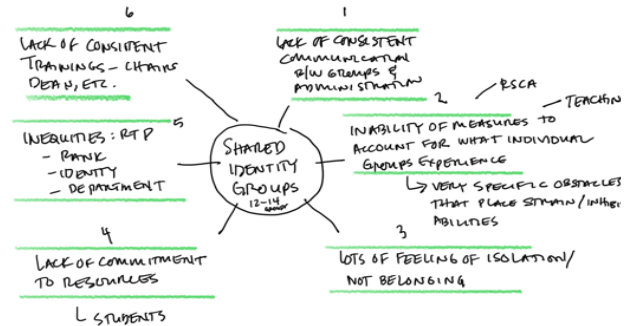 6
LACK OF CONSISTENT
TRAININGS – CHAIRS
DEAN, ETC.
1
LACK OF CONSISTENT
COMMUNICATION
B/W GROUPS &
ADMINISTRATION
2
RSCA
TEACHIN
INABILITY OF MEASURES TO
ACCOUNT FOR WHAT INDIVIDUAL
GROUPS EXPERIENCE
VERY SPECIFIC OBSTACLES
THAT PLACE STRAIN/INHIBI
ABILITIES
5
INEQUITIES: RTP
- RANK
- IDENTITY
- DEPARTMENT
SHARED
IDENTITY
GROUPS
12-14
4
LACK OF COMMITMENT
TO RESOURCES
STUDENTS
3
LOTS OF FEELING OF ISOLATION/
NOT BELONGING